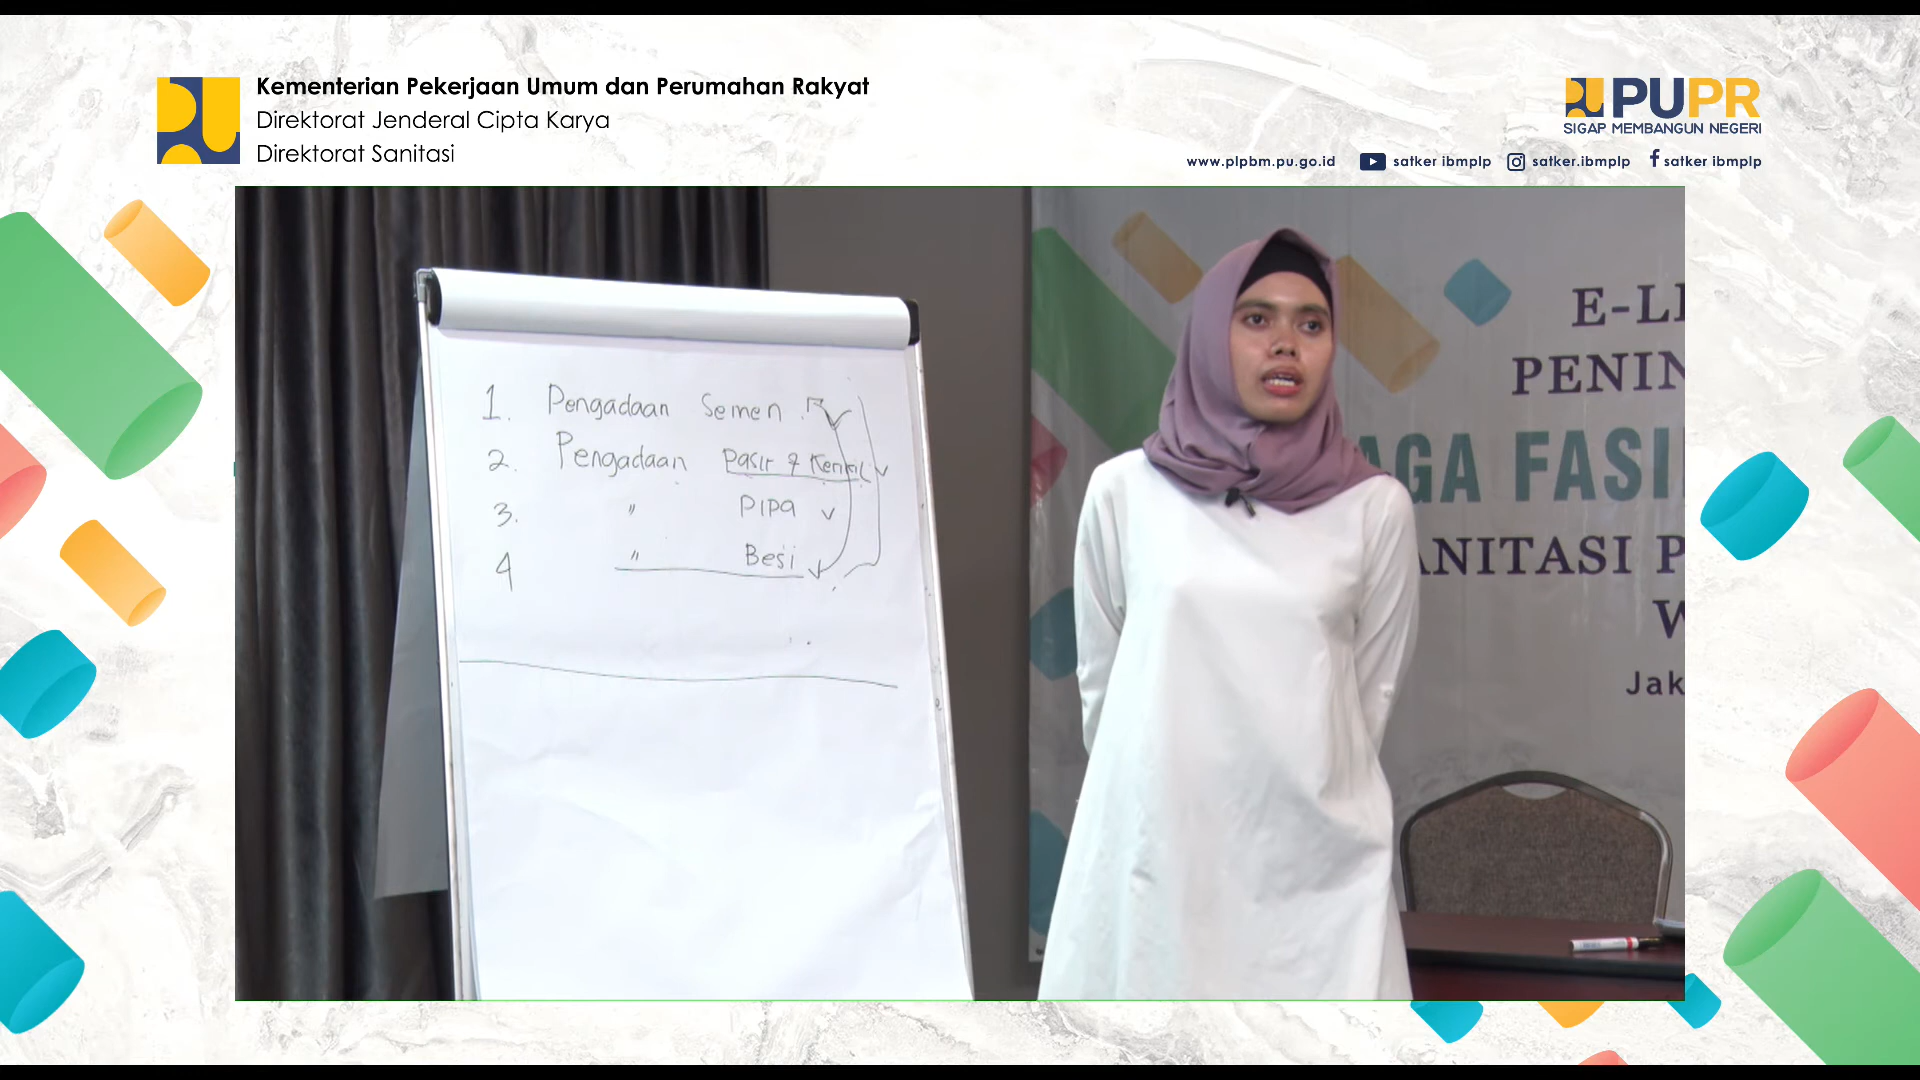 Kementerian Pekerjaan Umum dan Perumahan Rakyat
Direktorat Jenderal Cipta Karya
Direktorat Sanitasi
PUPR
SIGAP MEMBANGUN NEGERI
www.plpbm.pu.go.id satker ibmplp satker.ibmplp satker ibmplp
1. Pengadaan Semen
2. Pengadaan Pasir & Kerikil
3. " PIPA
4 " Besi
E-LE
PENIN
AGA FASI
ANITASI P
W
Jak